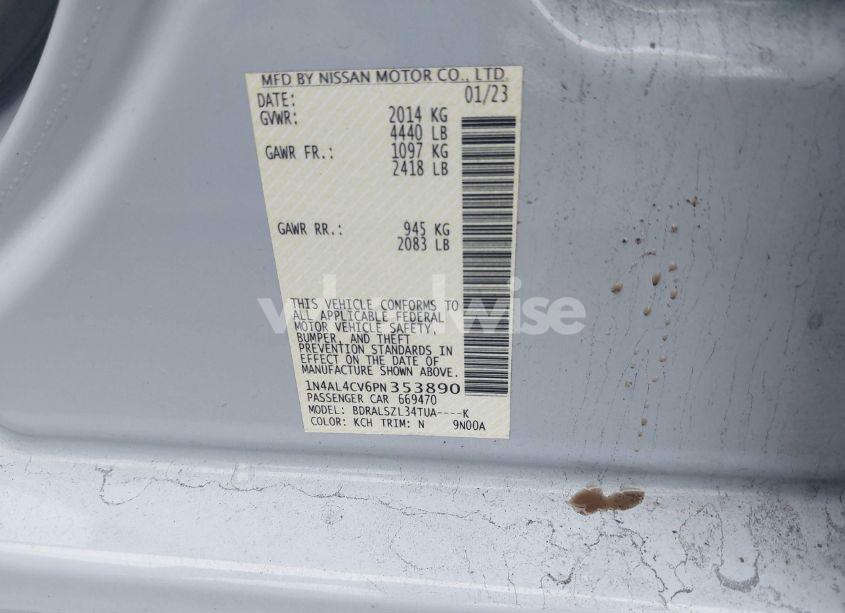 MFD BY NISSAN MOTOR CO., LTD.
DATE: 01/23
GVWR: 2014 KG
4440 LB
GAWR FR.: 1097 KG
2418 LB
GAWR RR.: 945 KG
2083 LB
THIS VEHICLE CONFORMS TO
ALL APPLICABLE FEDERAL
MOTOR VEHICLE SAFETY,
BUMPER, AND THEFT
PREVENTION STANDARDS IN
EFFECT ON THE DATE OF
MANUFACTURE SHOWN ABOVE.
1N4AL4CV6PN353890
PASSENGER CAR 669470
MODEL: BDRALSZL34TUA----K
COLOR: KCH TRIM: N 9N00A